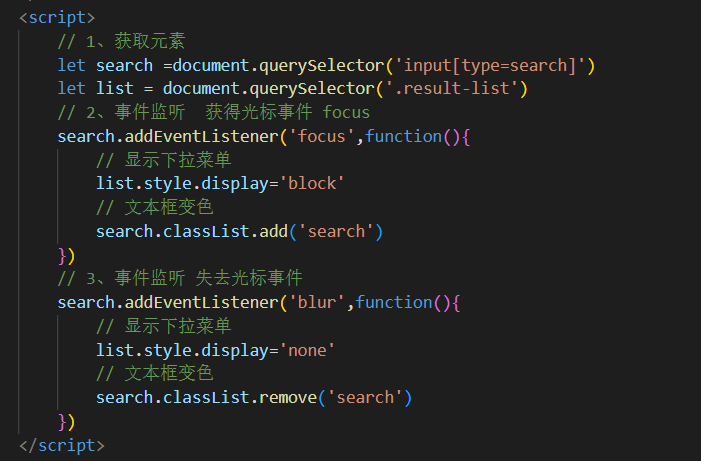 <script>
// 1、获取元素
let search =document.querySelector('input[type=search]')
let list = document.querySelector('.result-list')
// 2、事件监听  获得光标事件 focus
search.addEventListener('focus',function(){
// 显示下拉菜单
list.style.display='block'
// 文本框变色
search.classList.add('search')
})
// 3、事件监听 失去光标事件
search.addEventListener('blur',function(){
// 显示下拉菜单
list.style.display='none'
// 文本框变色
search.classList.remove('search')
})
</script>